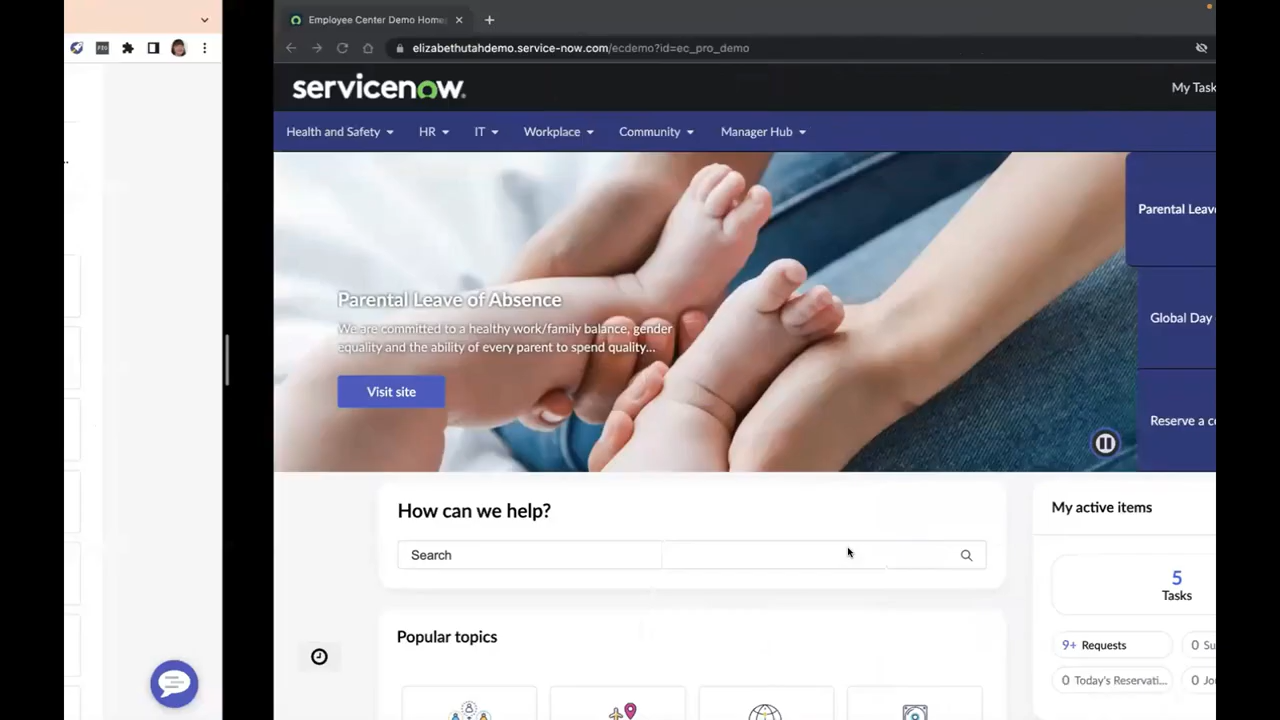 Employee Center Demo Home
elizabethutahdemo.service-now.com/ecdemo?id=ec_pro_demo
servicenow
My Task
Health and Safety
HR
IT
Workplace
Community
Manager Hub
Parental Leave of Absence
We are committed to a healthy work/family balance, gender
equality and the ability of every parent to spend quality...
Visit site
Parental Leave
Global Day
Reserve a co
How can we help?
Search
My active items
5
Tasks
9+ Requests
0 Su
0 Today's Reservati...
0 Jo
Popular topics